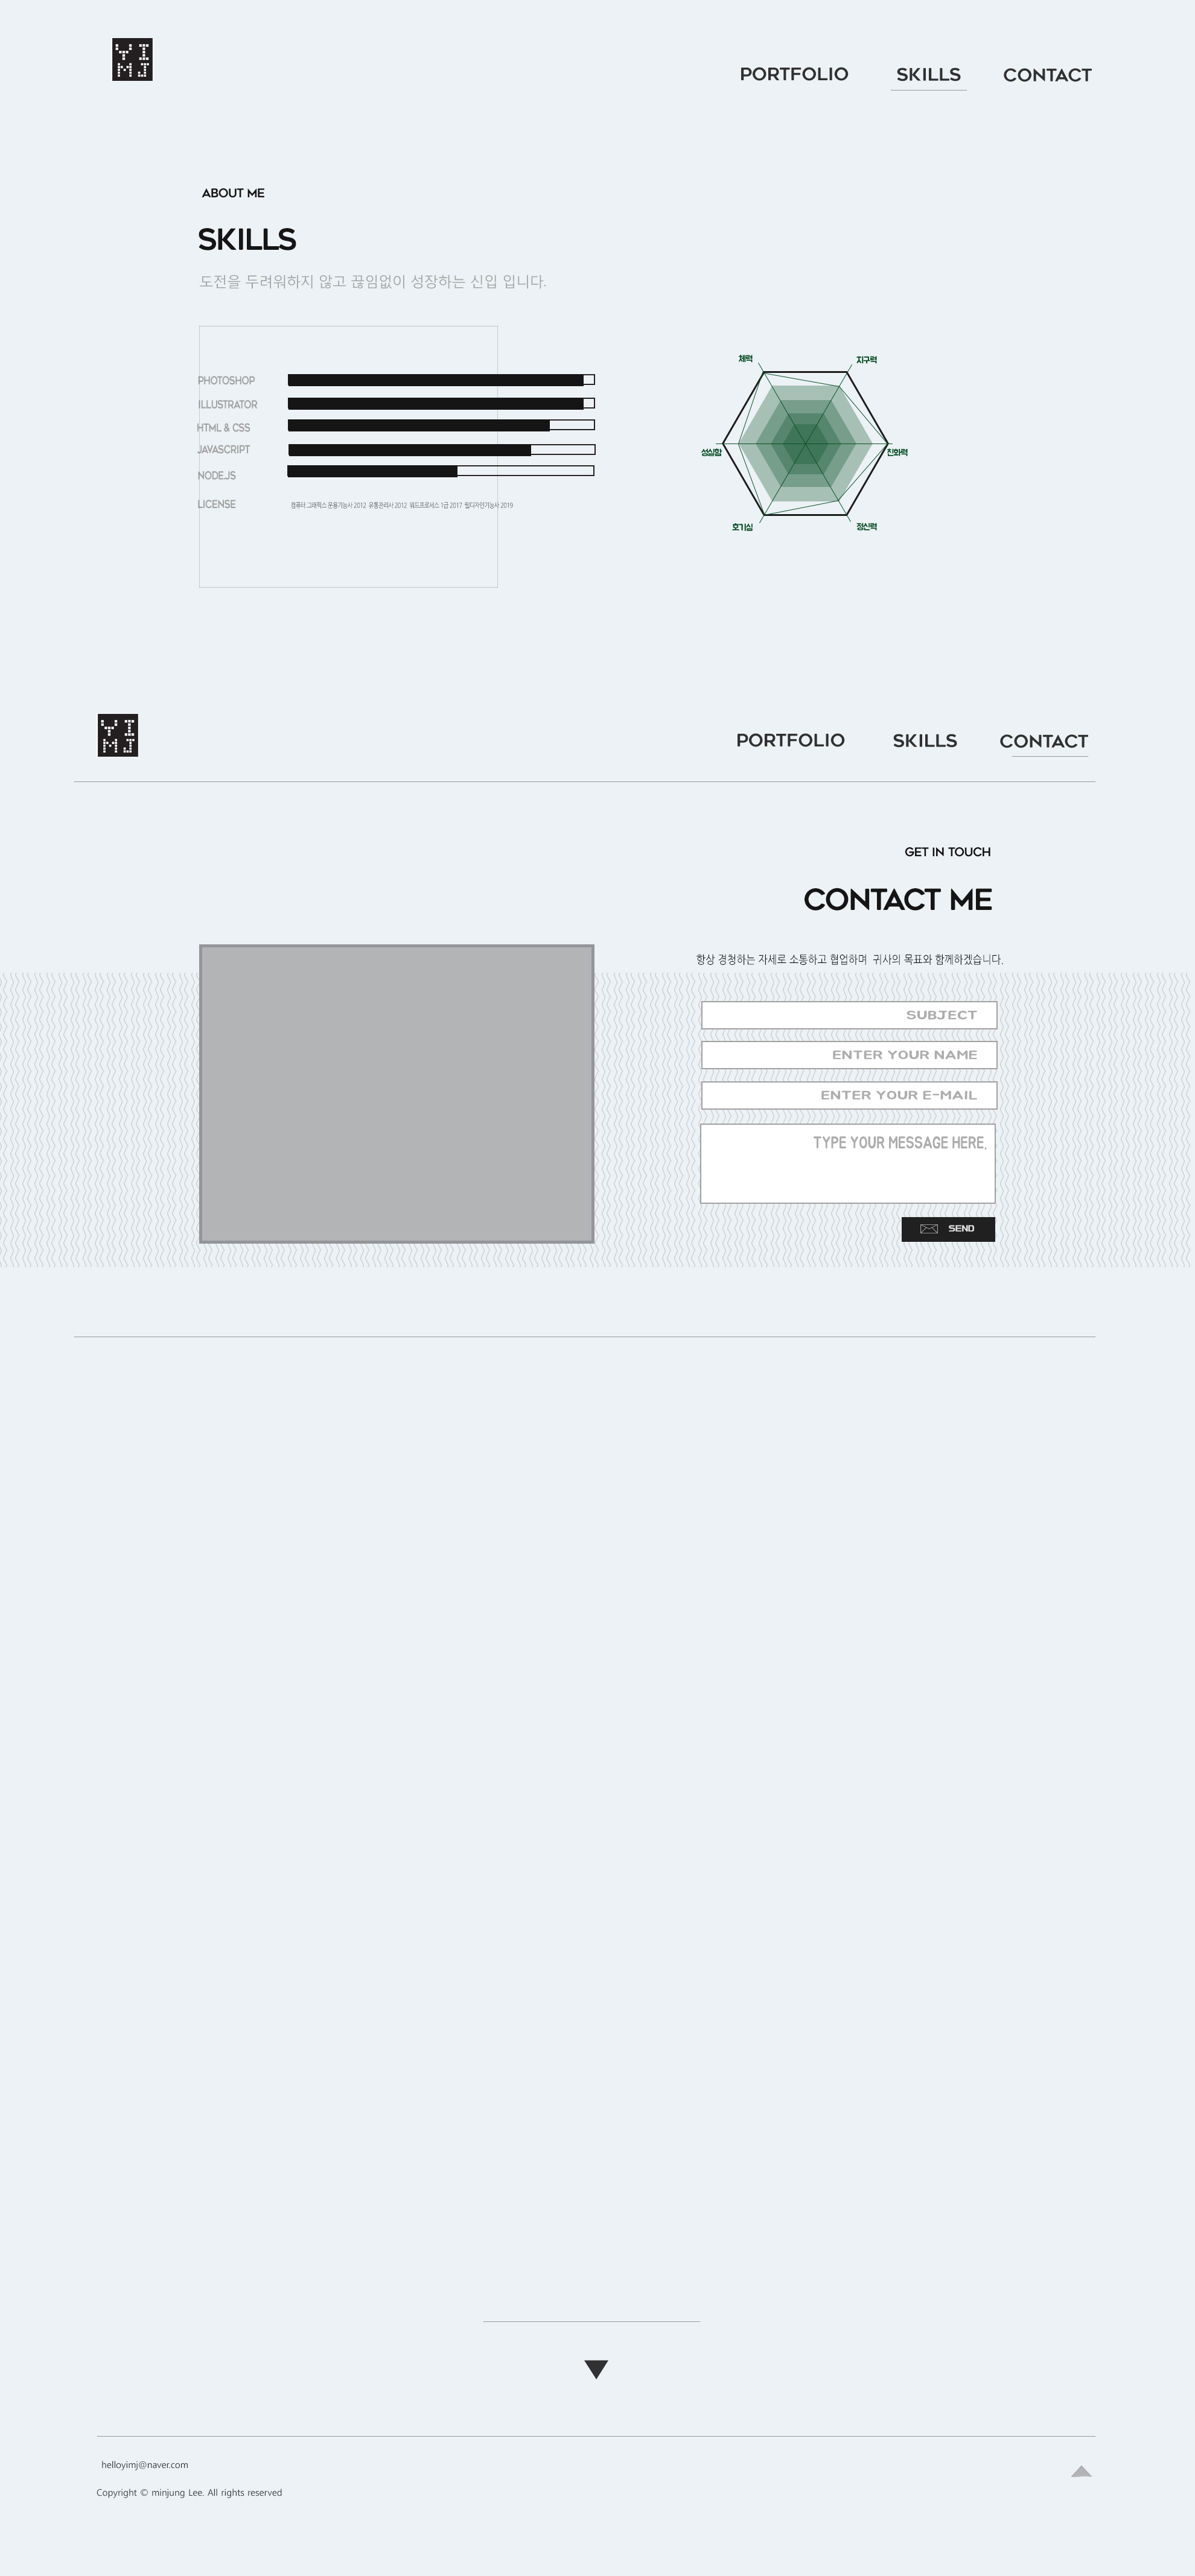 YI
MJ
PORTFOLIO SKILLS CONTACT
ABOUT ME
SKILLS
도전을 두려워하지 않고 끊임없이 성장하는 신입 입니다.
PHOTOSHOP
ILLUSTRATOR
HTML & CSS
JAVASCRIPT
NODE.JS
LICENSE 컴퓨터 그래픽스 운용기능사 2012 유통관리사 2012 워드프로세스 1급 2017 웹디자인기능사 2019
체력 지구력
성실함 친화력
호기심 정신력
YI
MJ
PORTFOLIO SKILLS CONTACT
GET IN TOUCH
CONTACT ME
항상 경청하는 자세로 소통하고 협업하며 귀사의 목표와 함께하겠습니다.
SUBJECT
ENTER YOUR NAME
ENTER YOUR E-MAIL
TYPE YOUR MESSAGE HERE.
SEND
helloyimj@naver.com
Copyright © minjung Lee. All rights reserved